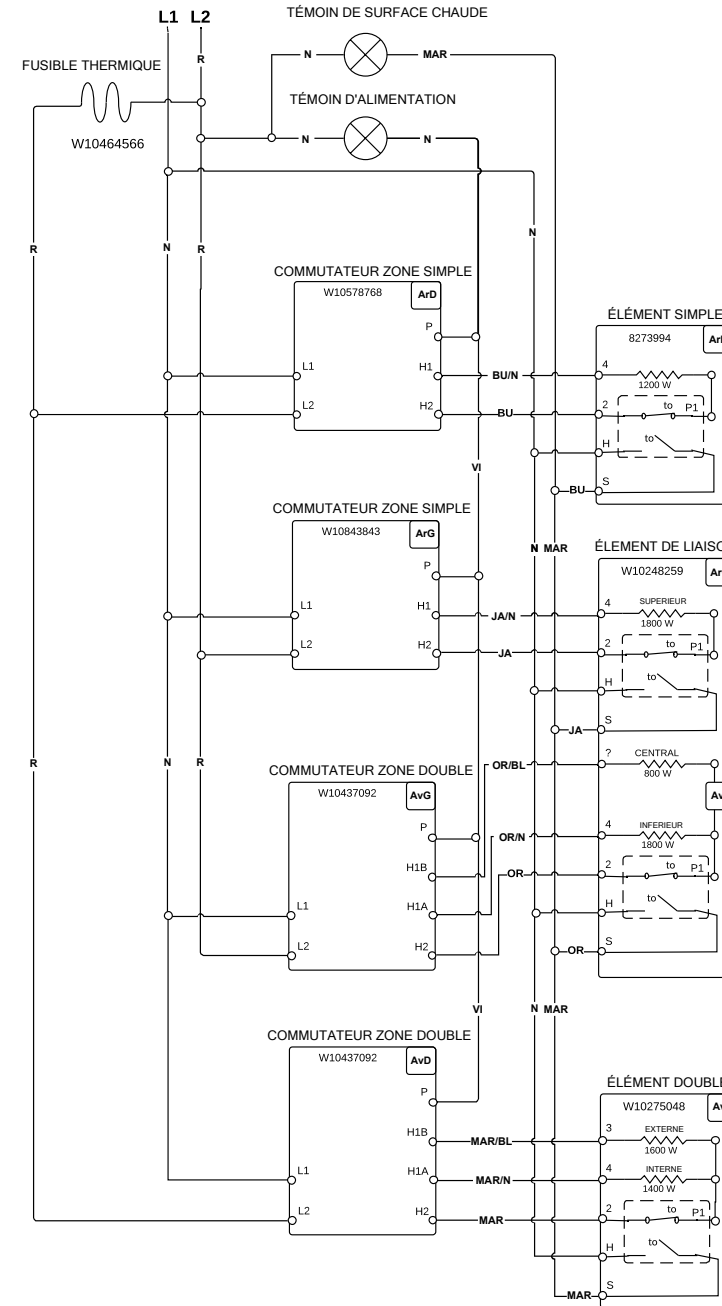 L1 L2
TÉMOIN DE SURFACE CHAUDE
R
N
MAR
FUSIBLE THERMIQUE
TÉMOIN D'ALIMENTATION
N
N
W10464566
N
R
N
R
COMMUTATEUR ZONE SIMPLE
W10578768
ArD
P
L1
H1
BU/N
L2
H2
BU
ÉLÉMENT SIMPLE
8273994
4
1200 W
2
to
P1
H
to
S
BU
VI
COMMUTATEUR ZONE SIMPLE
W10843843
ArG
P
L1
H1
JA/N
L2
H2
JA
N MAR
W10248259
SUPERIEUR
4
1800 W
2
to
P1
H
to
S
JA
R
N
R
COMMUTATEUR ZONE DOUBLE
W10437092
AvG
P
H1B
OR/BL
L1
H1A
OR/N
L2
H2
OR
?
CENTRAL
800 W
4
INFERIEUR
1800 W
2
to
P1
H
to
S
OR
VI
N MAR
COMMUTATEUR ZONE DOUBLE
W10437092
AvD
P
H1B
MAR/BL
L1
H1A
MAR/N
L2
H2
MAR
ÉLÉMENT DOUBLE
W10275048
3
EXTERNE
1600 W
4
INTERNE
1400 W
2
to
P1
H
to
S
MAR